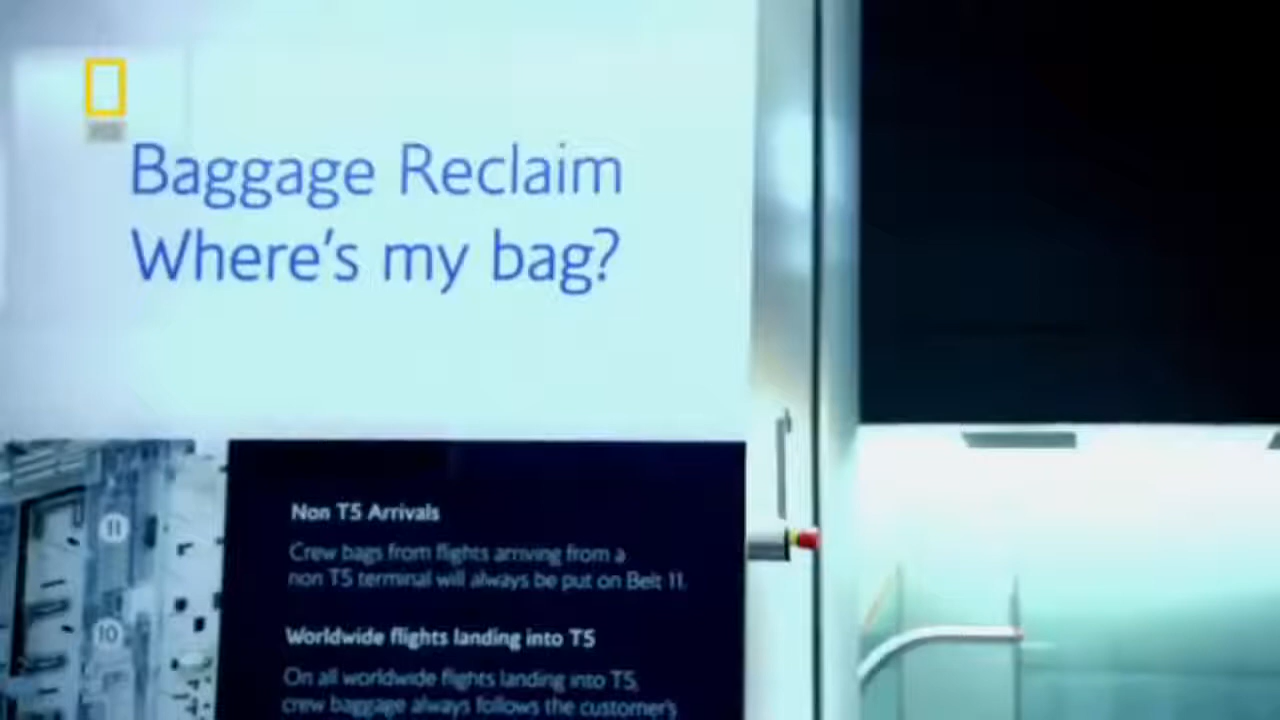 Baggage Reclaim
Where's my bag?
Non T5 Arrivals
Crew bags from flights arriving from a
non T5 terminal will always be put on Belt 11.
11
10
Worldwide flights landing into T5
On all worldwide flights landing into T5,
crew baggage always follows the customer's